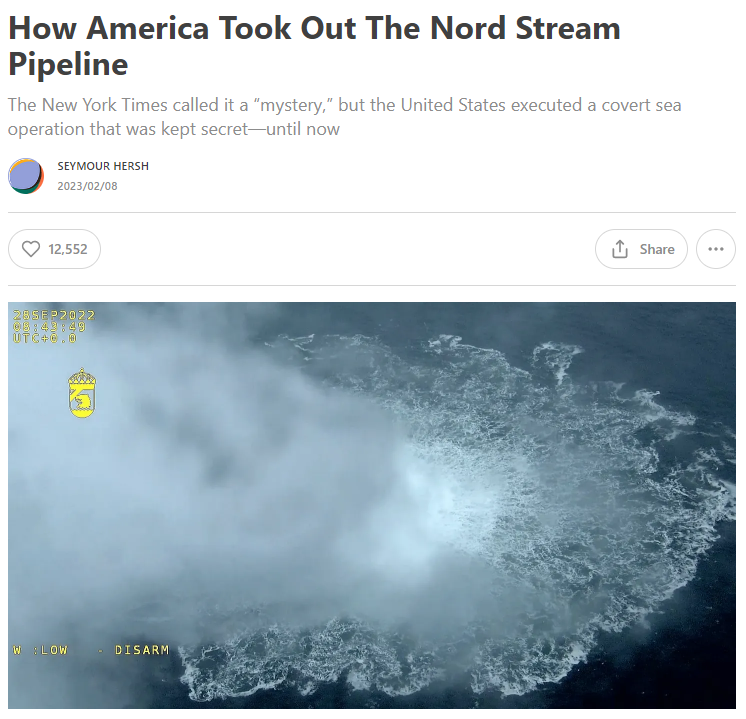 How America Took Out The Nord Stream
Pipeline
The New York Times called it a “mystery,” but the United States executed a covert sea
operation that was kept secret—until now
SEYMOUR HERSH
2023/02/08
12,552
Share
28SEP2022
08:43:49
UTC+0.0
W :LOW - DISARM